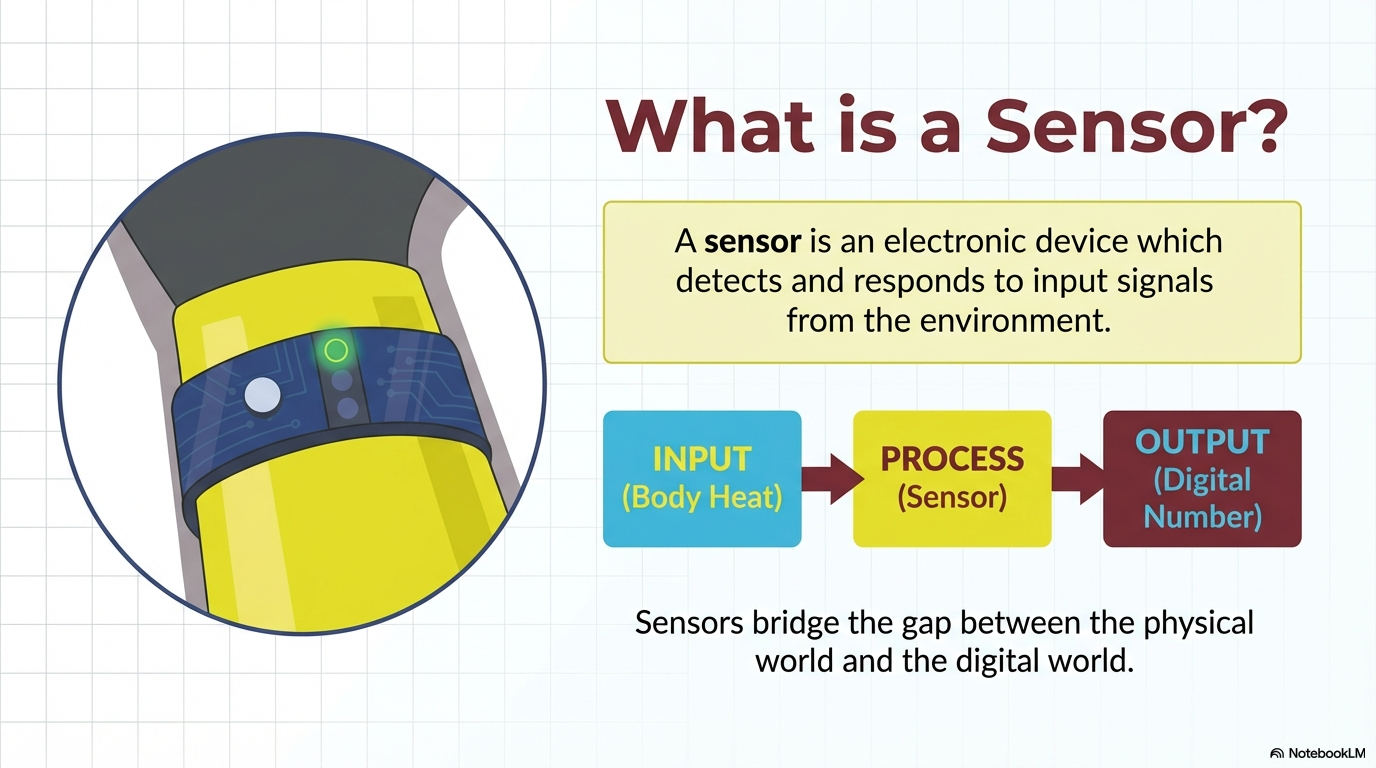 What is a Sensor?
A sensor is an electronic device which
detects and responds to input signals
from the environment.
INPUT
(Body Heat)
PROCESS
(Sensor)
OUTPUT
(Digital
Number)
Sensors bridge the gap between the physical
world and the digital world.
NotebookLM